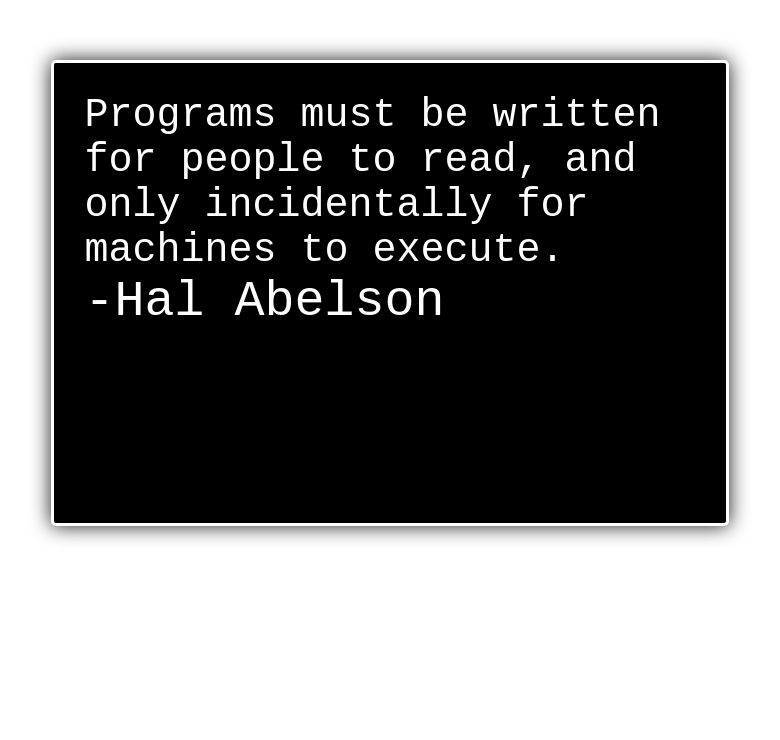 Programs must be written
for people to read, and
only incidentally for
machines to execute.
-Hal Abelson